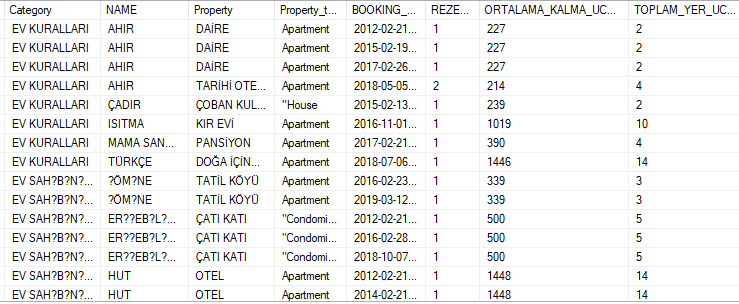 Category NAME Property Property_t... BOOKING_... REZE... ORTALAMA_KALMA_UC... TOPLAM_YER_UC...
EV KURALLARI AHIR DAİRE Apartment 2012-02-21... 1 227 2
EV KURALLARI AHIR DAİRE Apartment 2015-02-19... 1 227 2
EV KURALLARI AHIR DAİRE Apartment 2017-02-26... 1 227 2
EV KURALLARI AHIR TARİHİ OTE... Apartment 2018-05-05... 2 214 4
EV KURALLARI ÇADIR ÇOBAN KUL... "House 2015-02-13... 1 239 2
EV KURALLARI ISITMA KIR EVİ Apartment 2016-11-01... 1 1019 10
EV KURALLARI MAMA SAN... PANSİYON Apartment 2017-02-21... 1 390 4
EV KURALLARI TÜRKÇE DOĞA İÇİN... Apartment 2018-07-06... 1 1446 14
EV SAH?B?N?... ?ÖM?NE TATİL KÖYÜ Apartment 2016-02-23... 1 339 3
EV SAH?B?N?... ?ÖM?NE TATİL KÖYÜ Apartment 2019-03-12... 1 339 3
EV SAH?B?N?... ER??EB?L?... ÇATI KATI "Condomi... 2012-02-21... 1 500 5
EV SAH?B?N?... ER??EB?L?... ÇATI KATI "Condomi... 2016-02-28... 1 500 5
EV SAH?B?N?... ER??EB?L?... ÇATI KATI "Condomi... 2018-10-07... 1 500 5
EV SAH?B?N?... HUT OTEL Apartment 2012-02-21... 1 1448 14
EV SAH?B?N?... HUT OTEL Apartment 2014-02-21... 1 1448 14